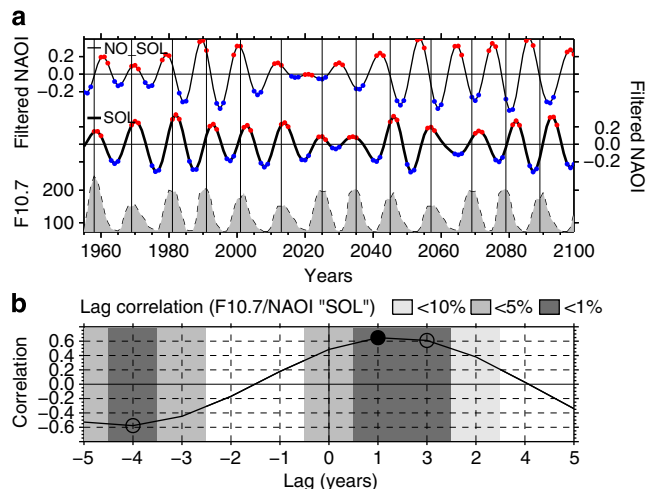 a
NO_SOL
Filtered NAOI
0.2
0.0
−0.2
SOL
Filtered NAOI
0.2
0.0
−0.2
F10.7
200
100
1960 1980 2000 2020 2040 2060 2080 2100
Years
b
Lag correlation (F10.7/NAOI "SOL") <10% <5% <1%
Correlation
0.6
0.4
0.2
0.0
−0.2
−0.4
−0.6
−5 −4 −3 −2 −1 0 1 3 2 4 5
Lag (years)